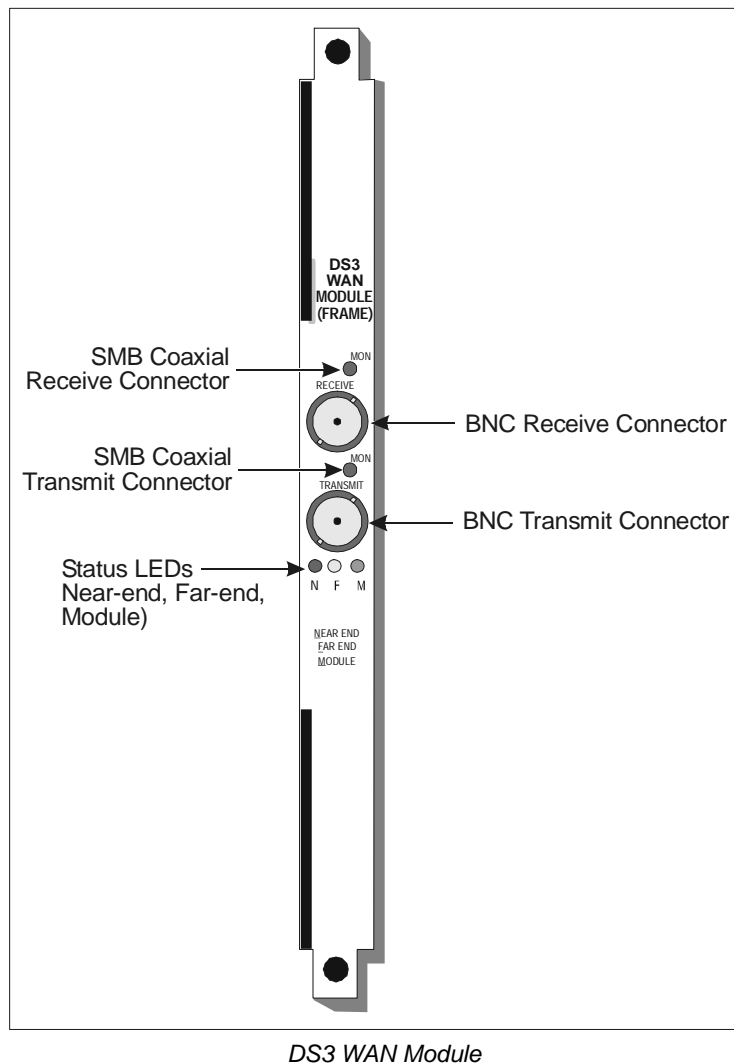 DS3
WAN
MODULE
(FRAME)
MON
SMB Coaxial
Receive Connector
RECEIVE
BNC Receive Connector
MON
SMB Coaxial
Transmit Connector
TRANSMIT
BNC Transmit Connector
Status LEDs
Near-end, Far-end,
Module)
N F M
NEAR END
FAR END
MODULE
DS3 WAN Module